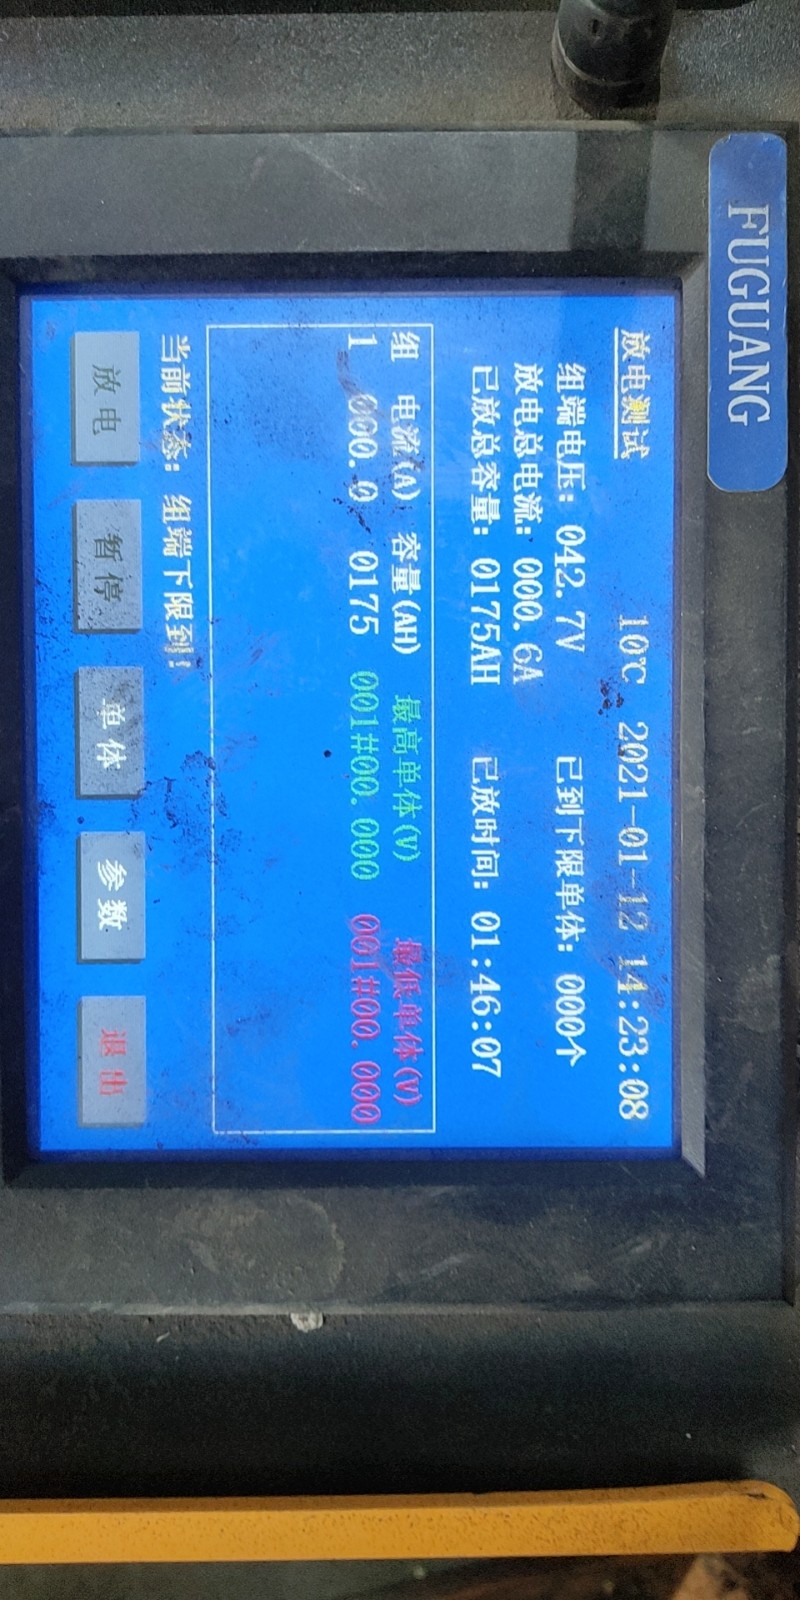 FUGUANG
放电测试 10℃ 2021-01-12 14:23:08
组端电压: 042.7V 已到下限单体: 000个
放电总电流: 000.6A
已放总容量: 0175AH 已放时间: 01:46:07
组 电流(A) 容量(AH) 最高单体(V) 最低单体(V)
1 000.0 0175 001#00.000 001#00.000
当前状态: 组端下限到!
放电 暂停 单体 参数 退出